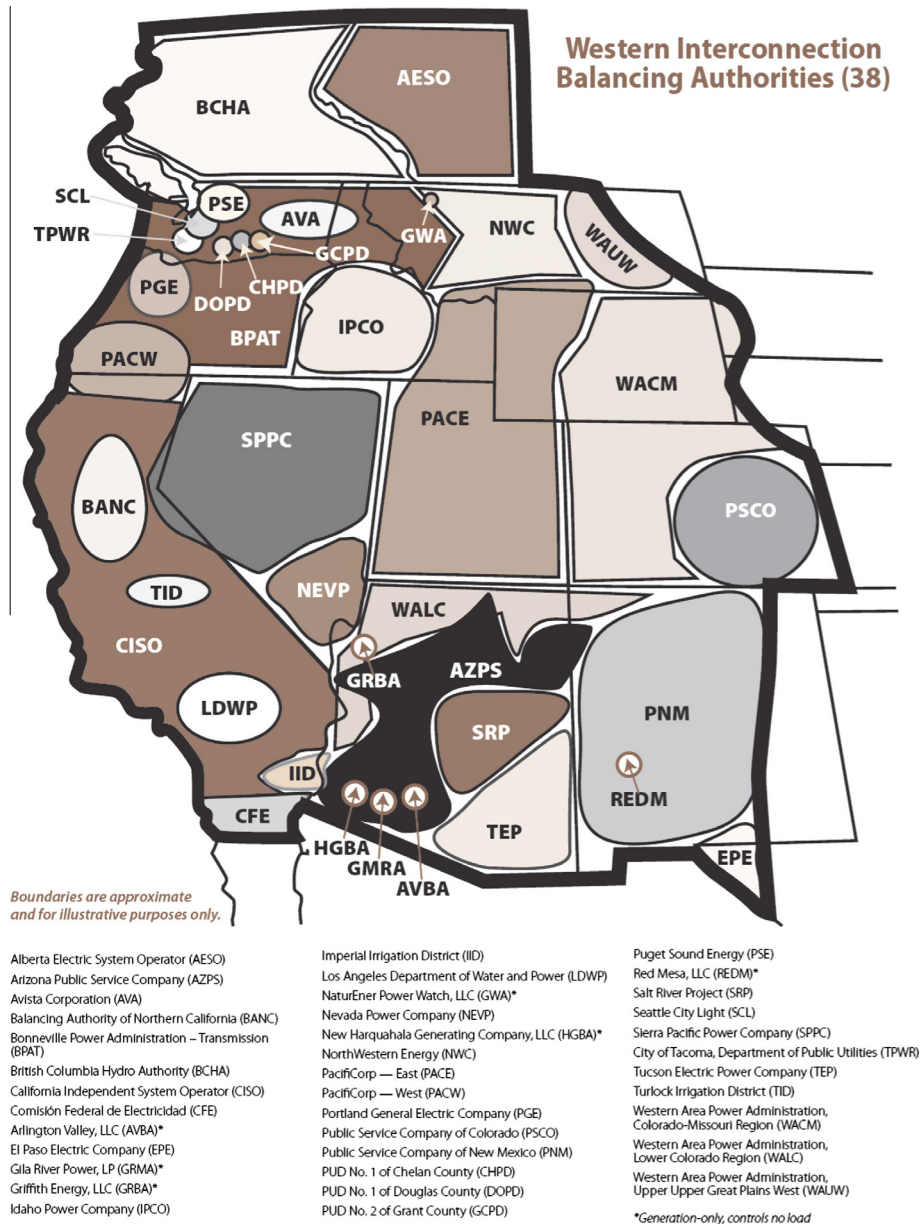 Western Interconnection
Balancing Authorities (38)
AESO
BCHA
SCL
PSE
TPWR
AVA
GWA
NWC
WAUW
GCPD
CHPD
DOPD
PGE
BPAT
IPCO
PACW
WACM
PACE
SPPC
BANC
PSCO
NEVP
TID
WALC
CISO
GRBA
AZPS
LDWP
SRP
PNM
IID
REDM
CFE
TEP
HGBA
GMRA
AVBA
EPE
Boundaries are approximate
and for illustrative purposes only.
Alberta Electric System Operator (AESO)
Arizona Public Service Company (AZPS)
Avista Corporation (AVA)
Balancing Authority of Northern California (BANC)
Bonneville Power Administration – Transmission
(BPAT)
British Columbia Hydro Authority (BCHA)
California Independent System Operator (CISO)
Comisión Federal de Electricidad (CFE)
Arlington Valley, LLC (AVBA)*
El Paso Electric Company (EPE)
Gila River Power, LP (GRMA)*
Griffith Energy, LLC (GRBA)*
Idaho Power Company (IPCO)
Imperial Irrigation District (IID)
Los Angeles Department of Water and Power (LDWP)
NaturEner Power Watch, LLC (GWA)*
Nevada Power Company (NEVP)
New Harquahala Generating Company, LLC (HGBA)*
NorthWestern Energy (NWC)
PacifiCorp — East (PACE)
PacifiCorp — West (PACW)
Portland General Electric Company (PGE)
Public Service Company of Colorado (PSCO)
Public Service Company of New Mexico (PNM)
PUD No. 1 of Chelan County (CHPD)
PUD No. 1 of Douglas County (DOPD)
PUD No. 2 of Grant County (GCPD)
Puget Sound Energy (PSE)
Red Mesa, LLC (REDM)*
Salt River Project (SRP)
Seattle City Light (SCL)
Sierra Pacific Power Company (SPPC)
City of Tacoma, Department of Public Utilities (TPWR)
Tucson Electric Power Company (TEP)
Turlock Irrigation District (TID)
Western Area Power Administration,
Colorado-Missouri Region (WACM)
Western Area Power Administration,
Lower Colorado Region (WALC)
Western Area Power Administration,
Upper Upper Great Plains West (WAUW)
*Generation-only, controls no load